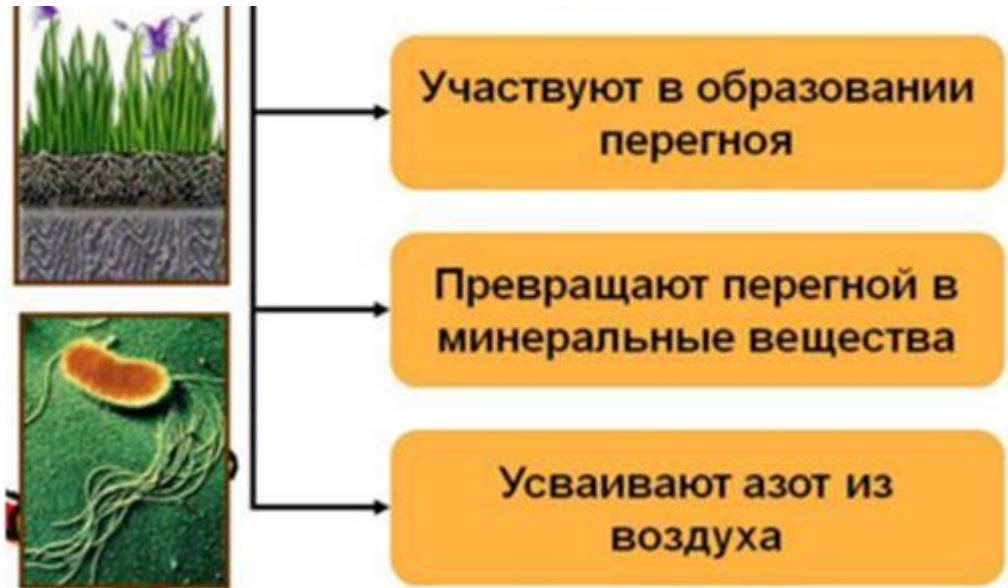 Участвуют в образовании
перегноя
Превращают перегной в
минеральные вещества
Усваивают азот из
воздуха